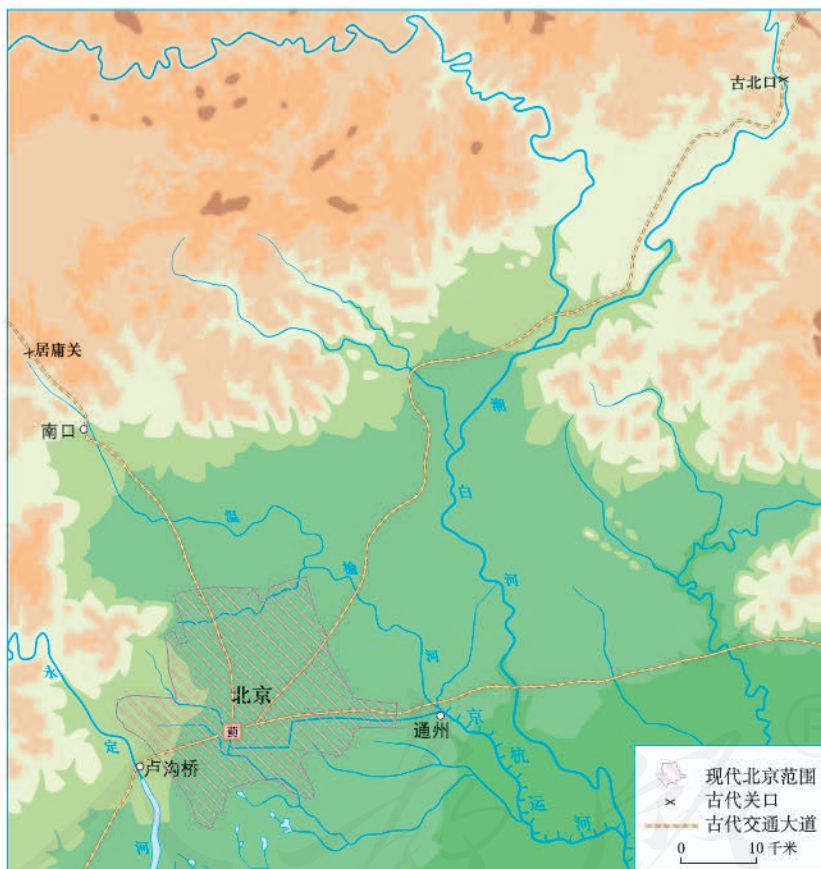 古北口
居庸关
南口
潮
白
河
温
榆
河
永
定
河
北京
蓟
通州
京
杭
运
河
卢沟桥
现代北京范围
古代关口
古代交通大道
0 10 千米